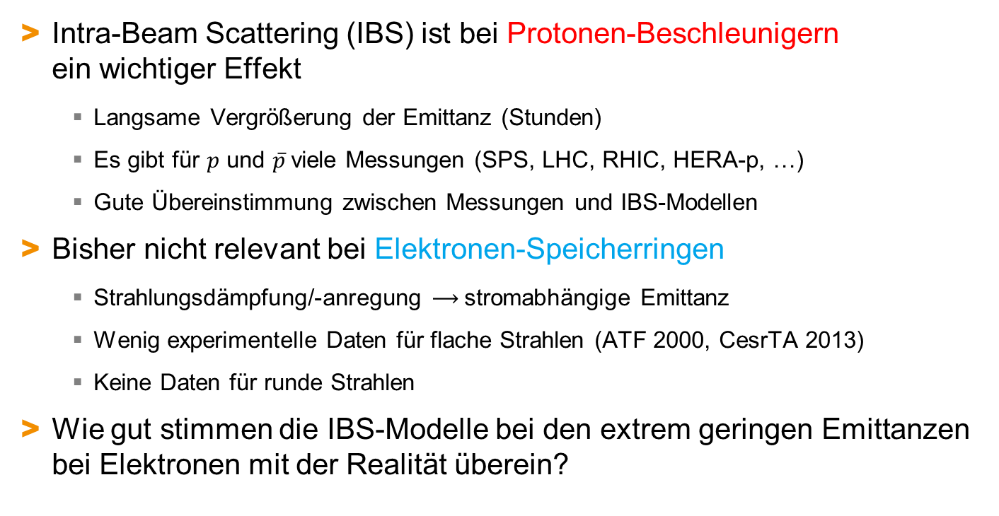 > Intra-Beam Scattering (IBS) ist bei Protonen-Beschleunigern
ein wichtiger Effekt
▪ Langsame Vergrößerung der Emittanz (Stunden)
▪ Es gibt für p und p̄ viele Messungen (SPS, LHC, RHIC, HERA-p, …)
▪ Gute Übereinstimmung zwischen Messungen und IBS-Modellen
> Bisher nicht relevant bei Elektronen-Speicherringen
▪ Strahlungsdämpfung/-anregung ⟶ stromabhängige Emittanz
▪ Wenig experimentelle Daten für flache Strahlen (ATF 2000, CesrTA 2013)
▪ Keine Daten für runde Strahlen
> Wie gut stimmen die IBS-Modelle bei den extrem geringen Emittanzen
bei Elektronen mit der Realität überein?